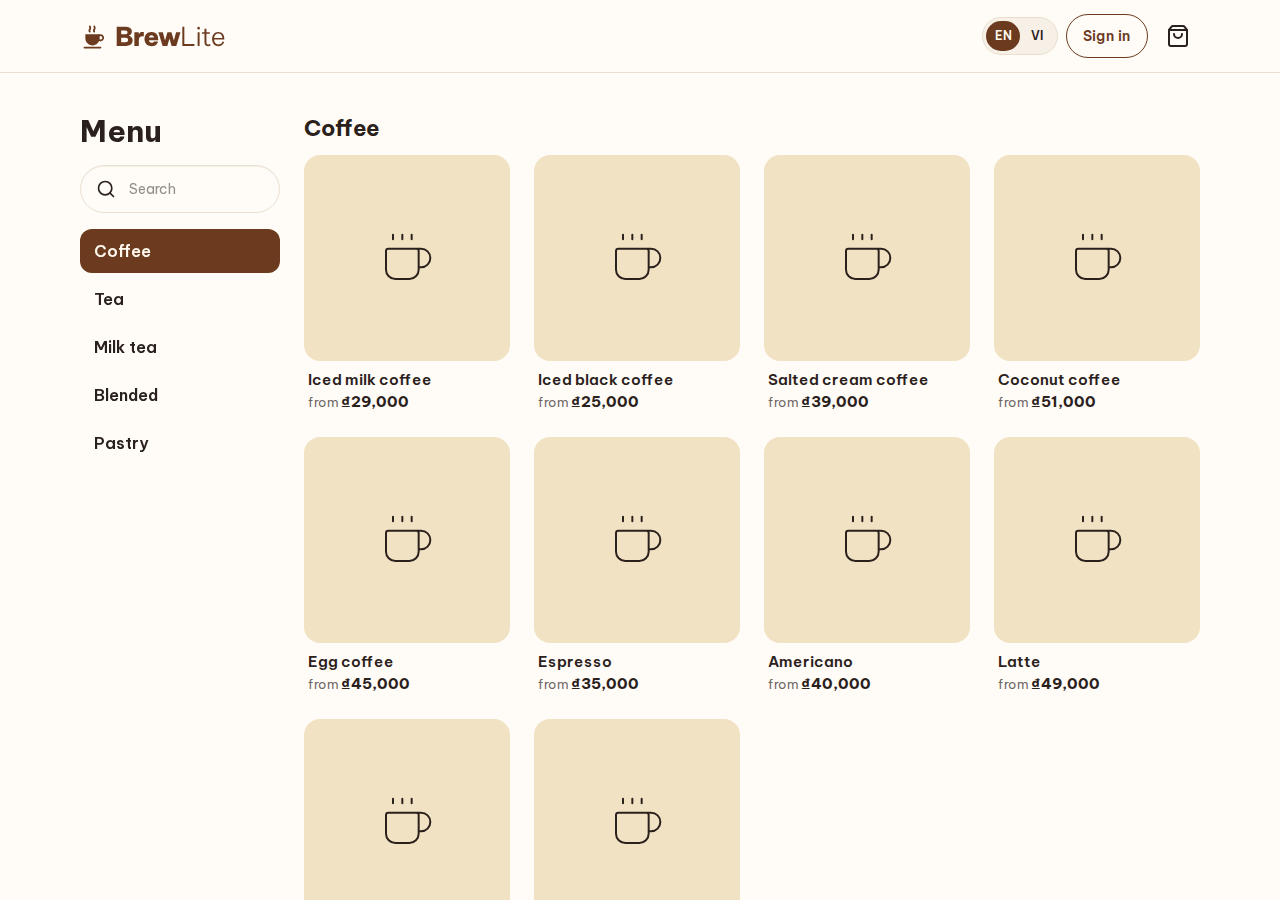 BrewLite
EN
VI
Sign in
Menu
Search
Coffee
Tea
Milk tea
Blended
Pastry
Coffee
Iced milk coffee
from ₫29,000
Iced black coffee
from ₫25,000
Salted cream coffee
from ₫39,000
Coconut coffee
from ₫51,000
Egg coffee
from ₫45,000
Espresso
from ₫35,000
Americano
from ₫40,000
Latte
from ₫49,000